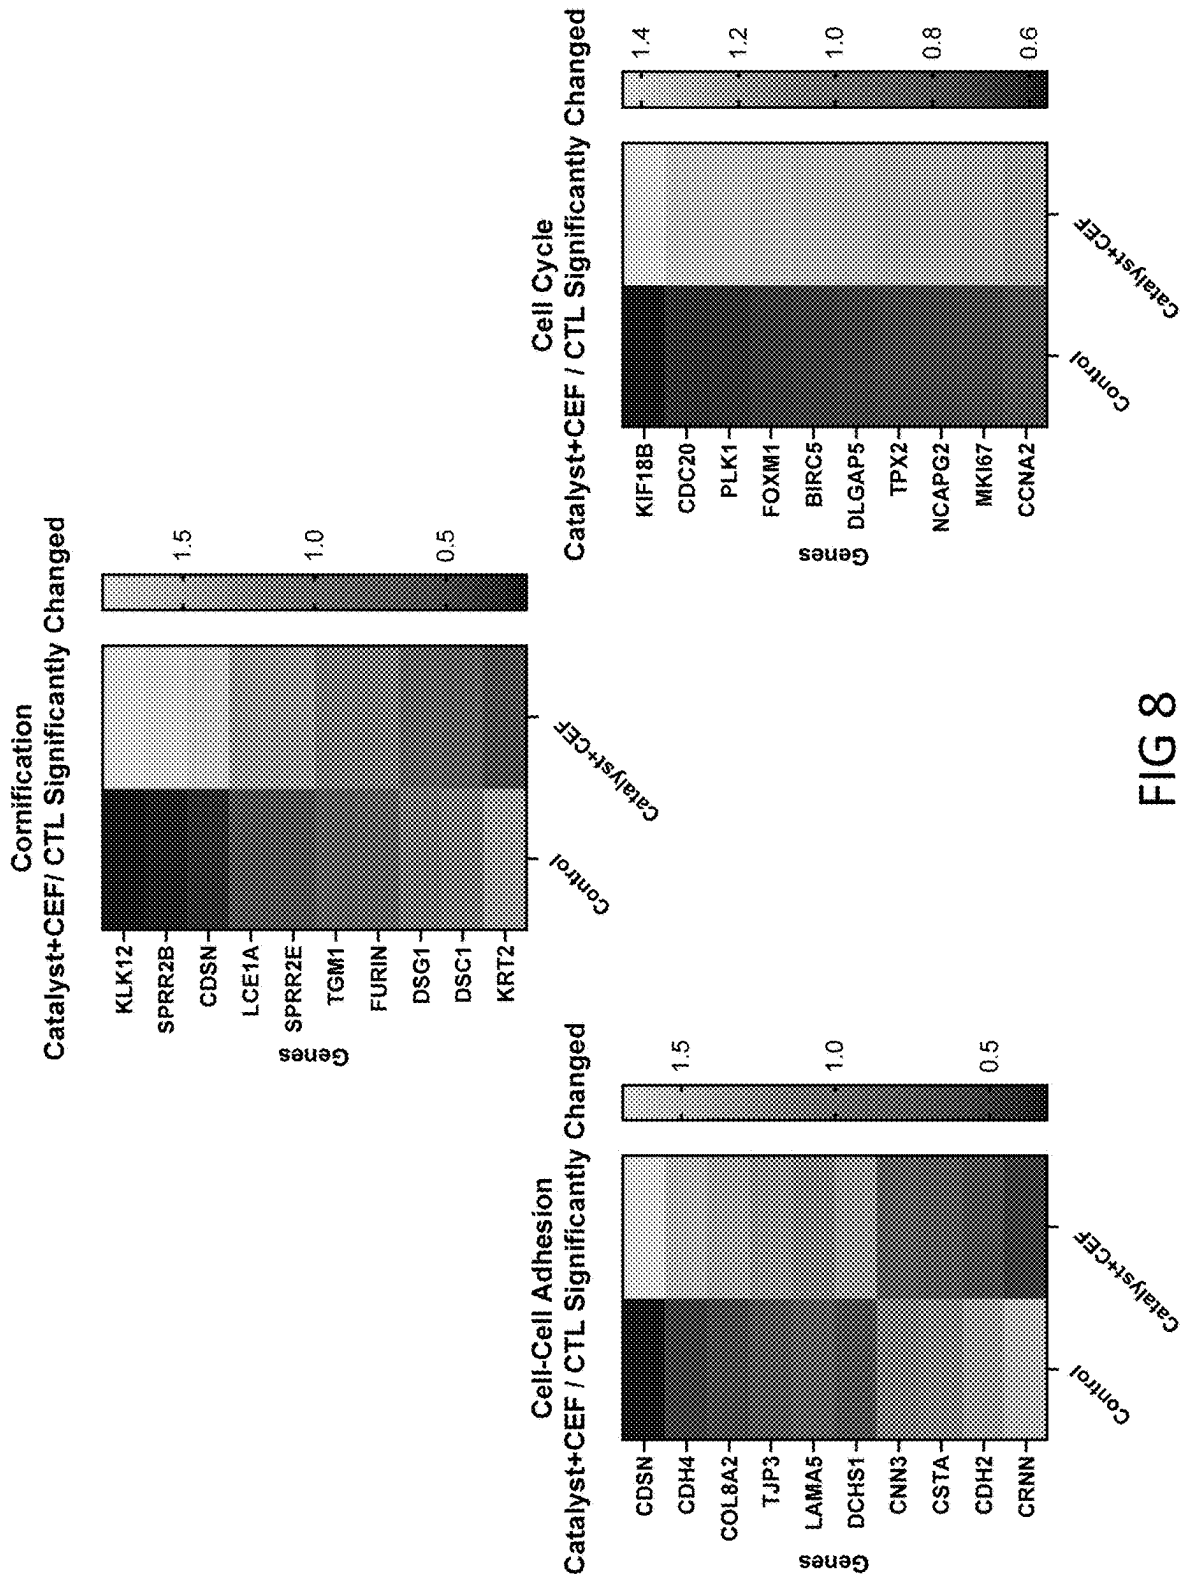 Cornification
Catalyst+CEF/ CTL Significantly Changed
Genes
KLK12
SPRR2B
CDSN
LCE1A
SPRR2E
TGM1
FURIN
DSG1
DSC1
KRT2
Control
Catalyst+CEF
1.5
1.0
0.5
Cell-Cell Adhesion
Catalyst+CEF / CTL Significantly Changed
Genes
CDSN
CDH4
COL8A2
TJP3
LAMA5
DCHS1
CNN3
CSTA
CDH2
CRNN
Control
Catalyst+CEF
1.5
1.0
0.5
Cell Cycle
Catalyst+CEF / CTL Significantly Changed
Genes
KIF18B
CDC20
PLK1
FOXM1
BIRC5
DLGAP5
TPX2
NCAPG2
MKI67
CCNA2
Control
Catalyst+CEF
1.4
1.2
1.0
0.8
0.6
FIG 8